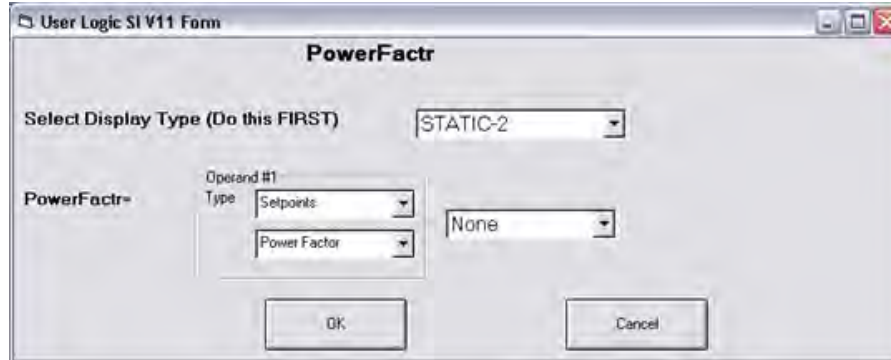 User Logic SI V11 Form
PowerFactr
Select Display Type (Do this FIRST)
STATIC-2
Operand #1
PowerFactr=
Type
Setpoints
None
Power Factor
OK
Cancel